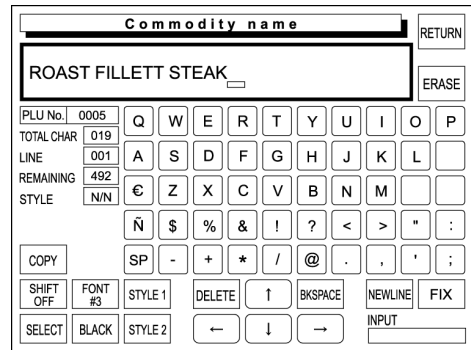 Commodity name
RETURN
ROAST FILLETT STEAK
ERASE
PLU No. 0005
TOTAL CHAR 019
LINE 001
REMAINING 492
STYLE N/N
Q W E R T Y U I O P
A S D F G H J K L
€ Z X C V B N M
Ñ $ % & ! ? < > " :
COPY SP - + * / @ . , ' ;
SHIFT OFF FONT #3 STYLE 1 DELETE ↑ BKSPACE NEWLINE FIX
SELECT BLACK STYLE 2 ← ↓ → INPUT